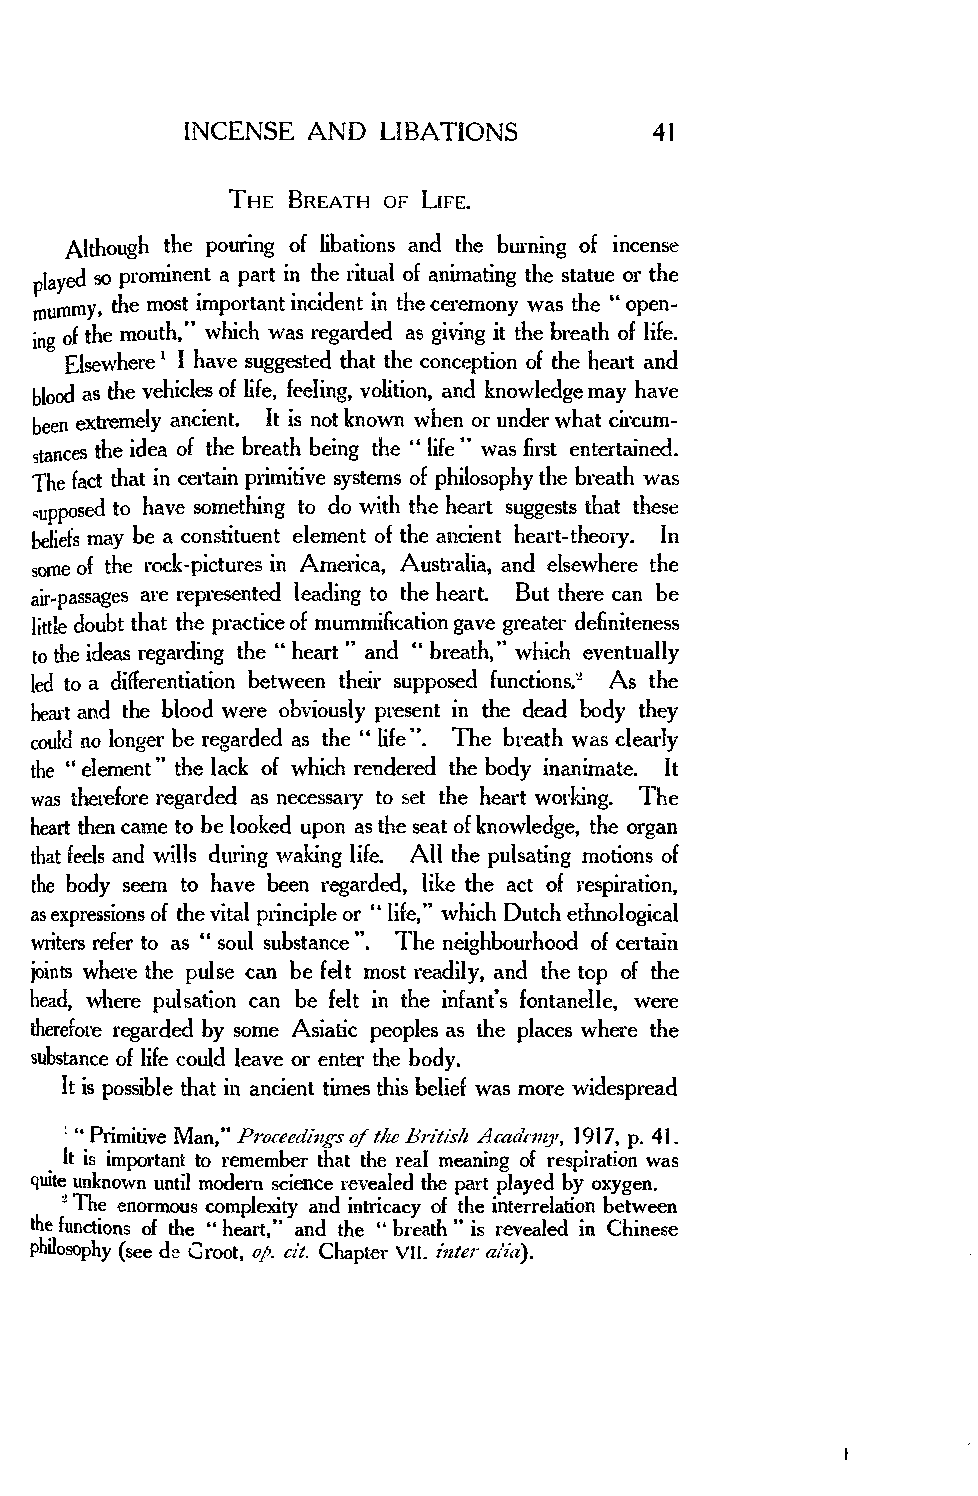 INCENSE AND LIBATIONS 41
THE BREATH OF LIFE.
Although the pouring of libations and the burning of incense
played so prominent a part in the ritual of animating the statue or the
mummy, the most important incident in the ceremony was the “ open-
ing of the mouth,” which was regarded as giving it the breath of life.
Elsewhere ¹ I have suggested that the conception of the heart and
blood as the vehicles of life, feeling, volition, and knowledge may have
been extremely ancient. It is not known when or under what circum-
stances the idea of the breath being the “ life ” was first entertained.
The fact that in certain primitive systems of philosophy the breath was
supposed to have something to do with the heart suggests that these
beliefs may be a constituent element of the ancient heart-theory. In
some of the rock-pictures in America, Australia, and elsewhere the
air-passages are represented leading to the heart. But there can be
little doubt that the practice of mummification gave greater definiteness
to the ideas regarding the “ heart ” and “ breath,” which eventually
led to a differentiation between their supposed functions.² As the
heart and the blood were obviously present in the dead body they
could no longer be regarded as the “ life ”. The breath was clearly
the “ element ” the lack of which rendered the body inanimate. It
was therefore regarded as necessary to set the heart working. The
heart then came to be looked upon as the seat of knowledge, the organ
that feels and wills during waking life. All the pulsating motions of
the body seem to have been regarded, like the act of respiration,
as expressions of the vital principle or “ life,” which Dutch ethnological
writers refer to as “ soul substance ”. The neighbourhood of certain
joints where the pulse can be felt most readily, and the top of the
head, where pulsation can be felt in the infant’s fontanelle, were
therefore regarded by some Asiatic peoples as the places where the
substance of life could leave or enter the body.
It is possible that in ancient times this belief was more widespread
¹ “ Primitive Man,” Proceedings of the British Academy, 1917, p. 41.
It is important to remember that the real meaning of respiration was
quite unknown until modern science revealed the part played by oxygen.
² The enormous complexity and intricacy of the interrelation between
the functions of the “ heart,” and the “ breath ” is revealed in Chinese
philosophy (see de Groot, op. cit. Chapter VII. inter alia).